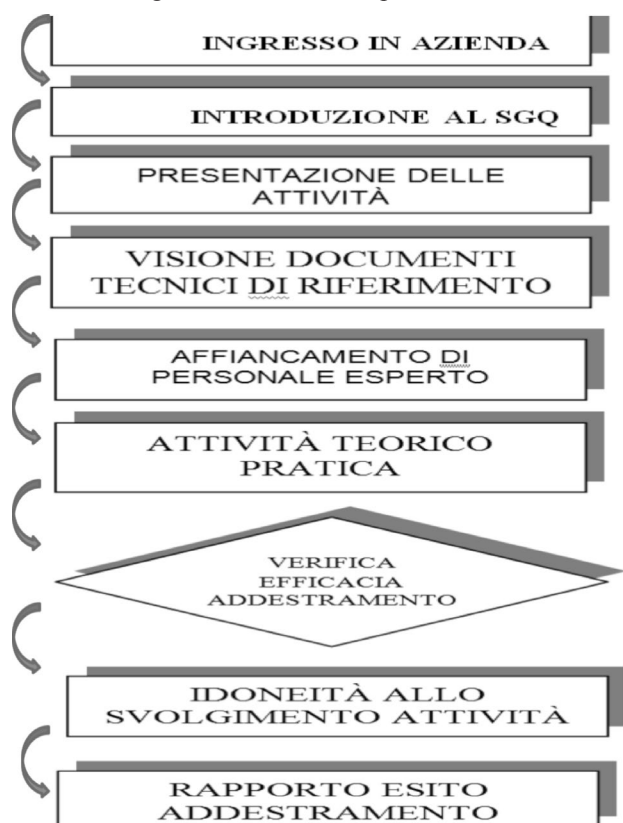 INGRESSO IN AZIENDA
INTRODUZIONE AL SGQ
PRESENTAZIONE DELLE
ATTIVITÀ
VISIONE DOCUMENTI
TECNICI DI RIFERIMENTO
AFFIANCAMENTO DI
PERSONALE ESPERTO
ATTIVITÀ TEORICO
PRATICA
VERIFICA
EFFICACIA
ADDESTRAMENTO
IDONEITÀ ALLO
SVOLGIMENTO ATTIVITÀ
RAPPORTO ESITO
ADDESTRAMENTO